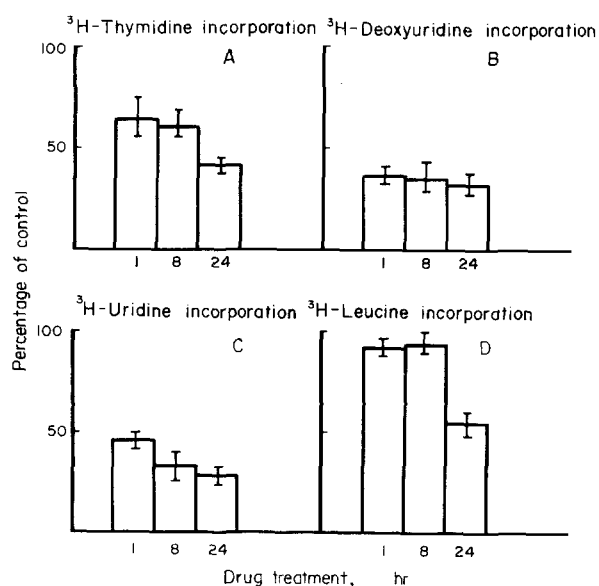 ³H-Thymidine incorporation
³H-Deoxyuridine incorporation
A
B
100
50
1 8 24
1 8 24
Percentage of control
³H-Uridine incorporation
³H-Leucine incorporation
C
D
100
50
1 8 24
1 8 24
Drug treatment, hr